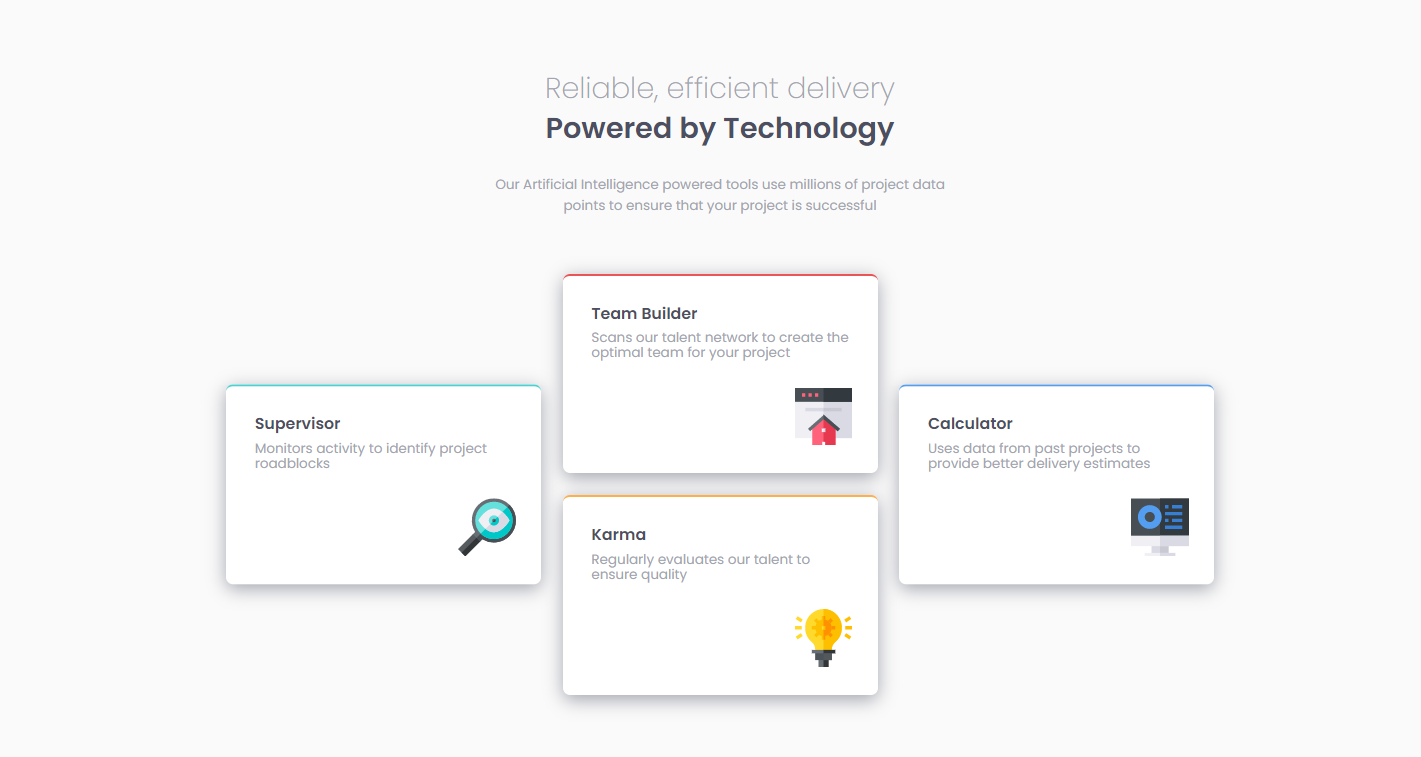 Reliable, efficient delivery
Powered by Technology
Our Artificial Intelligence powered tools use millions of project data
points to ensure that your project is successful
Supervisor
Monitors activity to identify project
roadblocks
Team Builder
Scans our talent network to create the
optimal team for your project
Karma
Regularly evaluates our talent to
ensure quality
Calculator
Uses data from past projects to
provide better delivery estimates